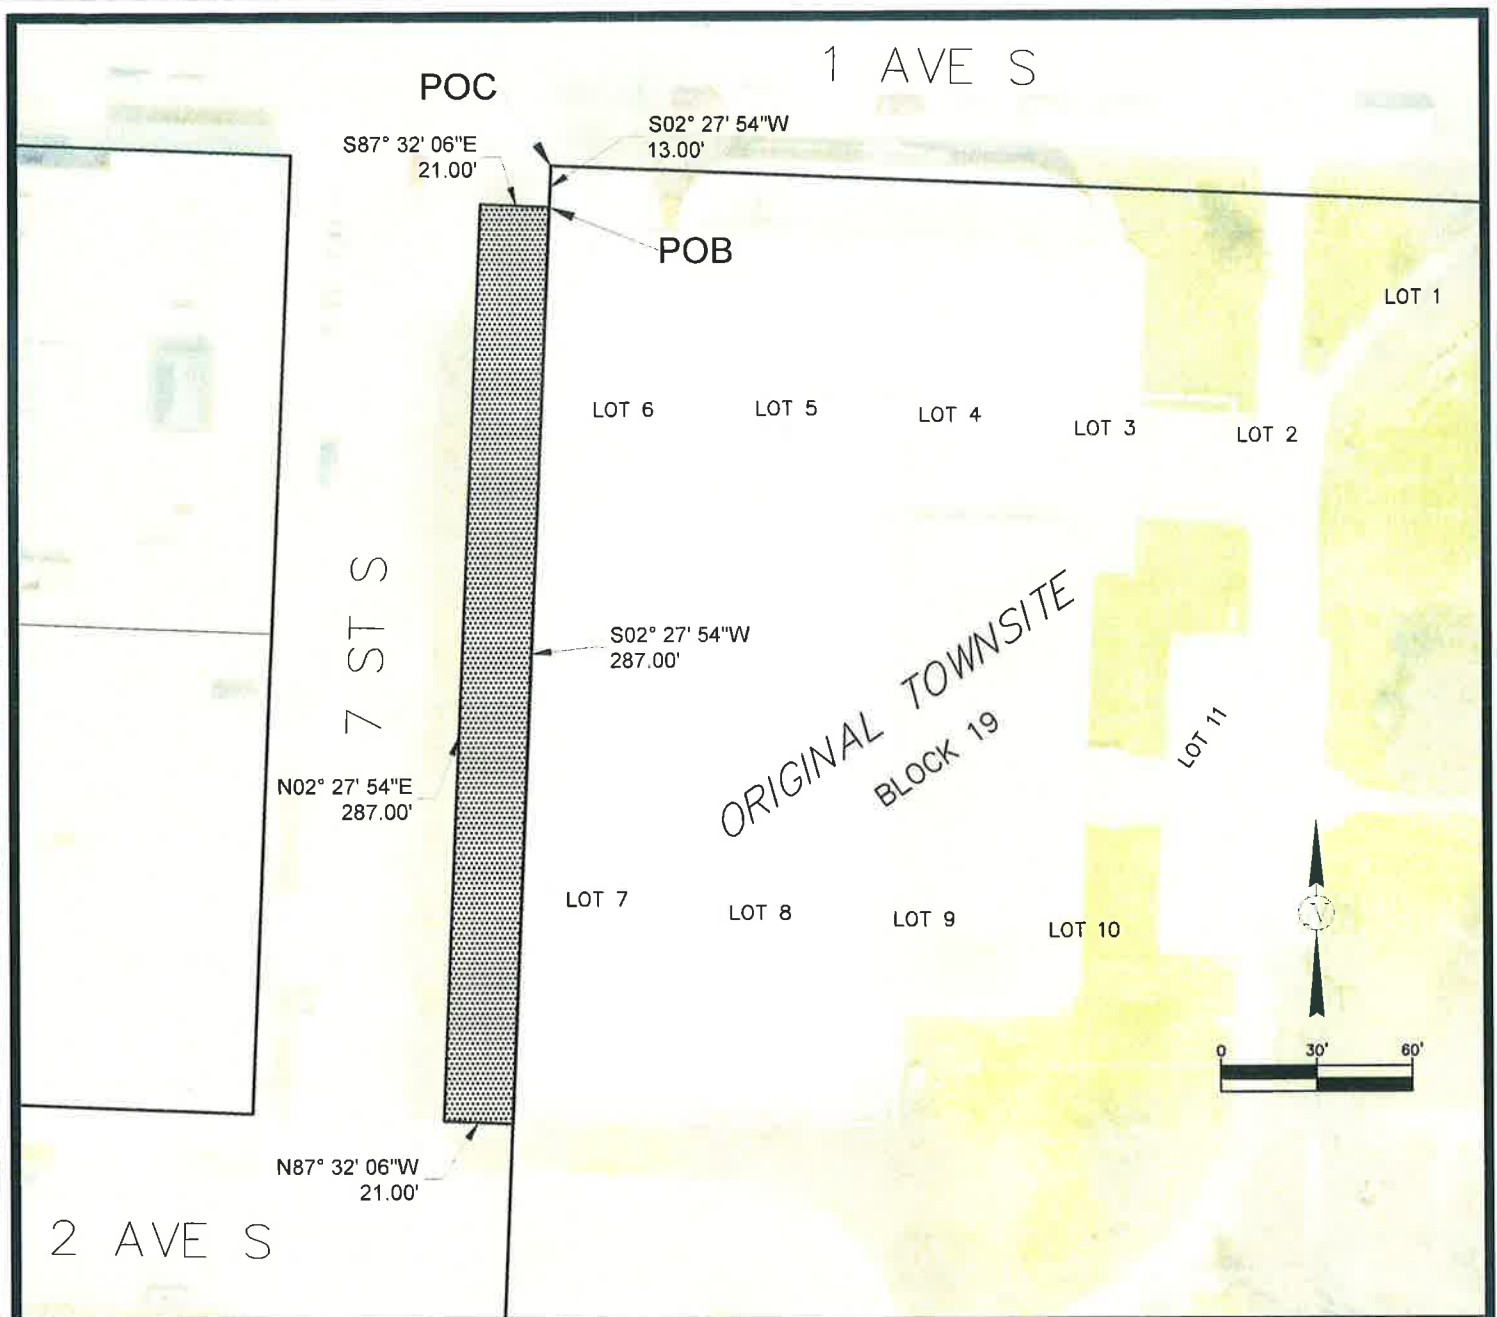 1 AVE S
POC
S02° 27' 54"W
13.00'
S87° 32' 06"E
21.00'
POB
LOT 1
LOT 6
LOT 5
LOT 4
LOT 3
LOT 2
7 ST S
S02° 27' 54"W
287.00'
ORIGINAL TOWNSITE
BLOCK 19
LOT 11
N02° 27' 54"E
287.00'
LOT 7
LOT 8
LOT 9
LOT 10
N
0 30' 60'
N87° 32' 06"W
21.00'
2 AVE S